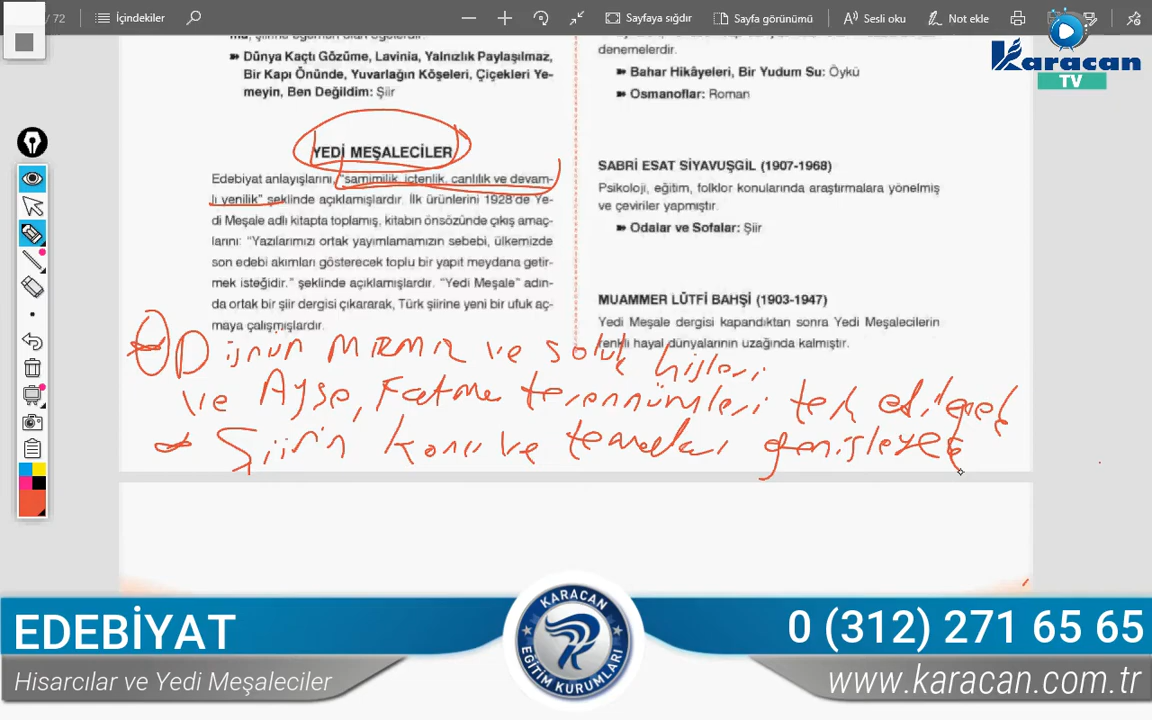 / 72
İçindekiler
Sayfaya sığdır
Sayfa görünümü
Sesli oku
Not ekle
Karacan
TV
➽ Dünya Kaçtı Gözüme, Lavinia, Yalnızlık Paylaşılmaz,
Bir Kapı Önünde, Yuvarlağın Köşeleri, Çiçekleri Ye-
meyin, Ben Değildim: Şiir
YEDİ MEŞALECİLER
Edebiyat anlayışlarını, “samimilik, içtenlik, canlılık ve devam-
lı yenilik” şeklinde açıklamışlardır. İlk ürünlerini 1928’de Ye-
di Meşale adlı kitapta toplamış, kitabın önsözünde çıkış amaç-
larını: “Yazılarımızı ortak yayımlamamızın sebebi, ülkemizde
son edebi akımları gösterecek toplu bir yapıt meydana getir-
mek isteğidir.” şeklinde açıklamışlardır. “Yedi Meşale” adın-
da ortak bir şiir dergisi çıkararak, Türk şiirine yeni bir ufuk aç-
maya çalışmışlardır.
denemelerdir.
➽ Bahar Hikâyeleri, Bir Yudum Su: Öykü
➽ Osmanoflar: Roman
SABRİ ESAT SİYAVUŞGİL (1907-1968)
Psikoloji, eğitim, folklor konularında araştırmalara yönelmiş
ve çeviriler yapmıştır.
➽ Odalar ve Sofalar: Şiir
MUAMMER LÜTFİ BAHŞİ (1903-1947)
Yedi Meşale dergisi kapandıktan sonra Yedi Meşalecilerin
renkli hayal dünyalarının uzağında kalmıştır.
Dünün ve soluk hisleri
ve Ayşe, Fatma terennümleri terk edilecek
Şiirin konu ve temaları genişleyec
EDEBİYAT
Hisarcılar ve Yedi Meşaleciler
KARACAN
EĞİTİM KURUMLARI
0 (312) 271 65 65
www.karacan.com.tr